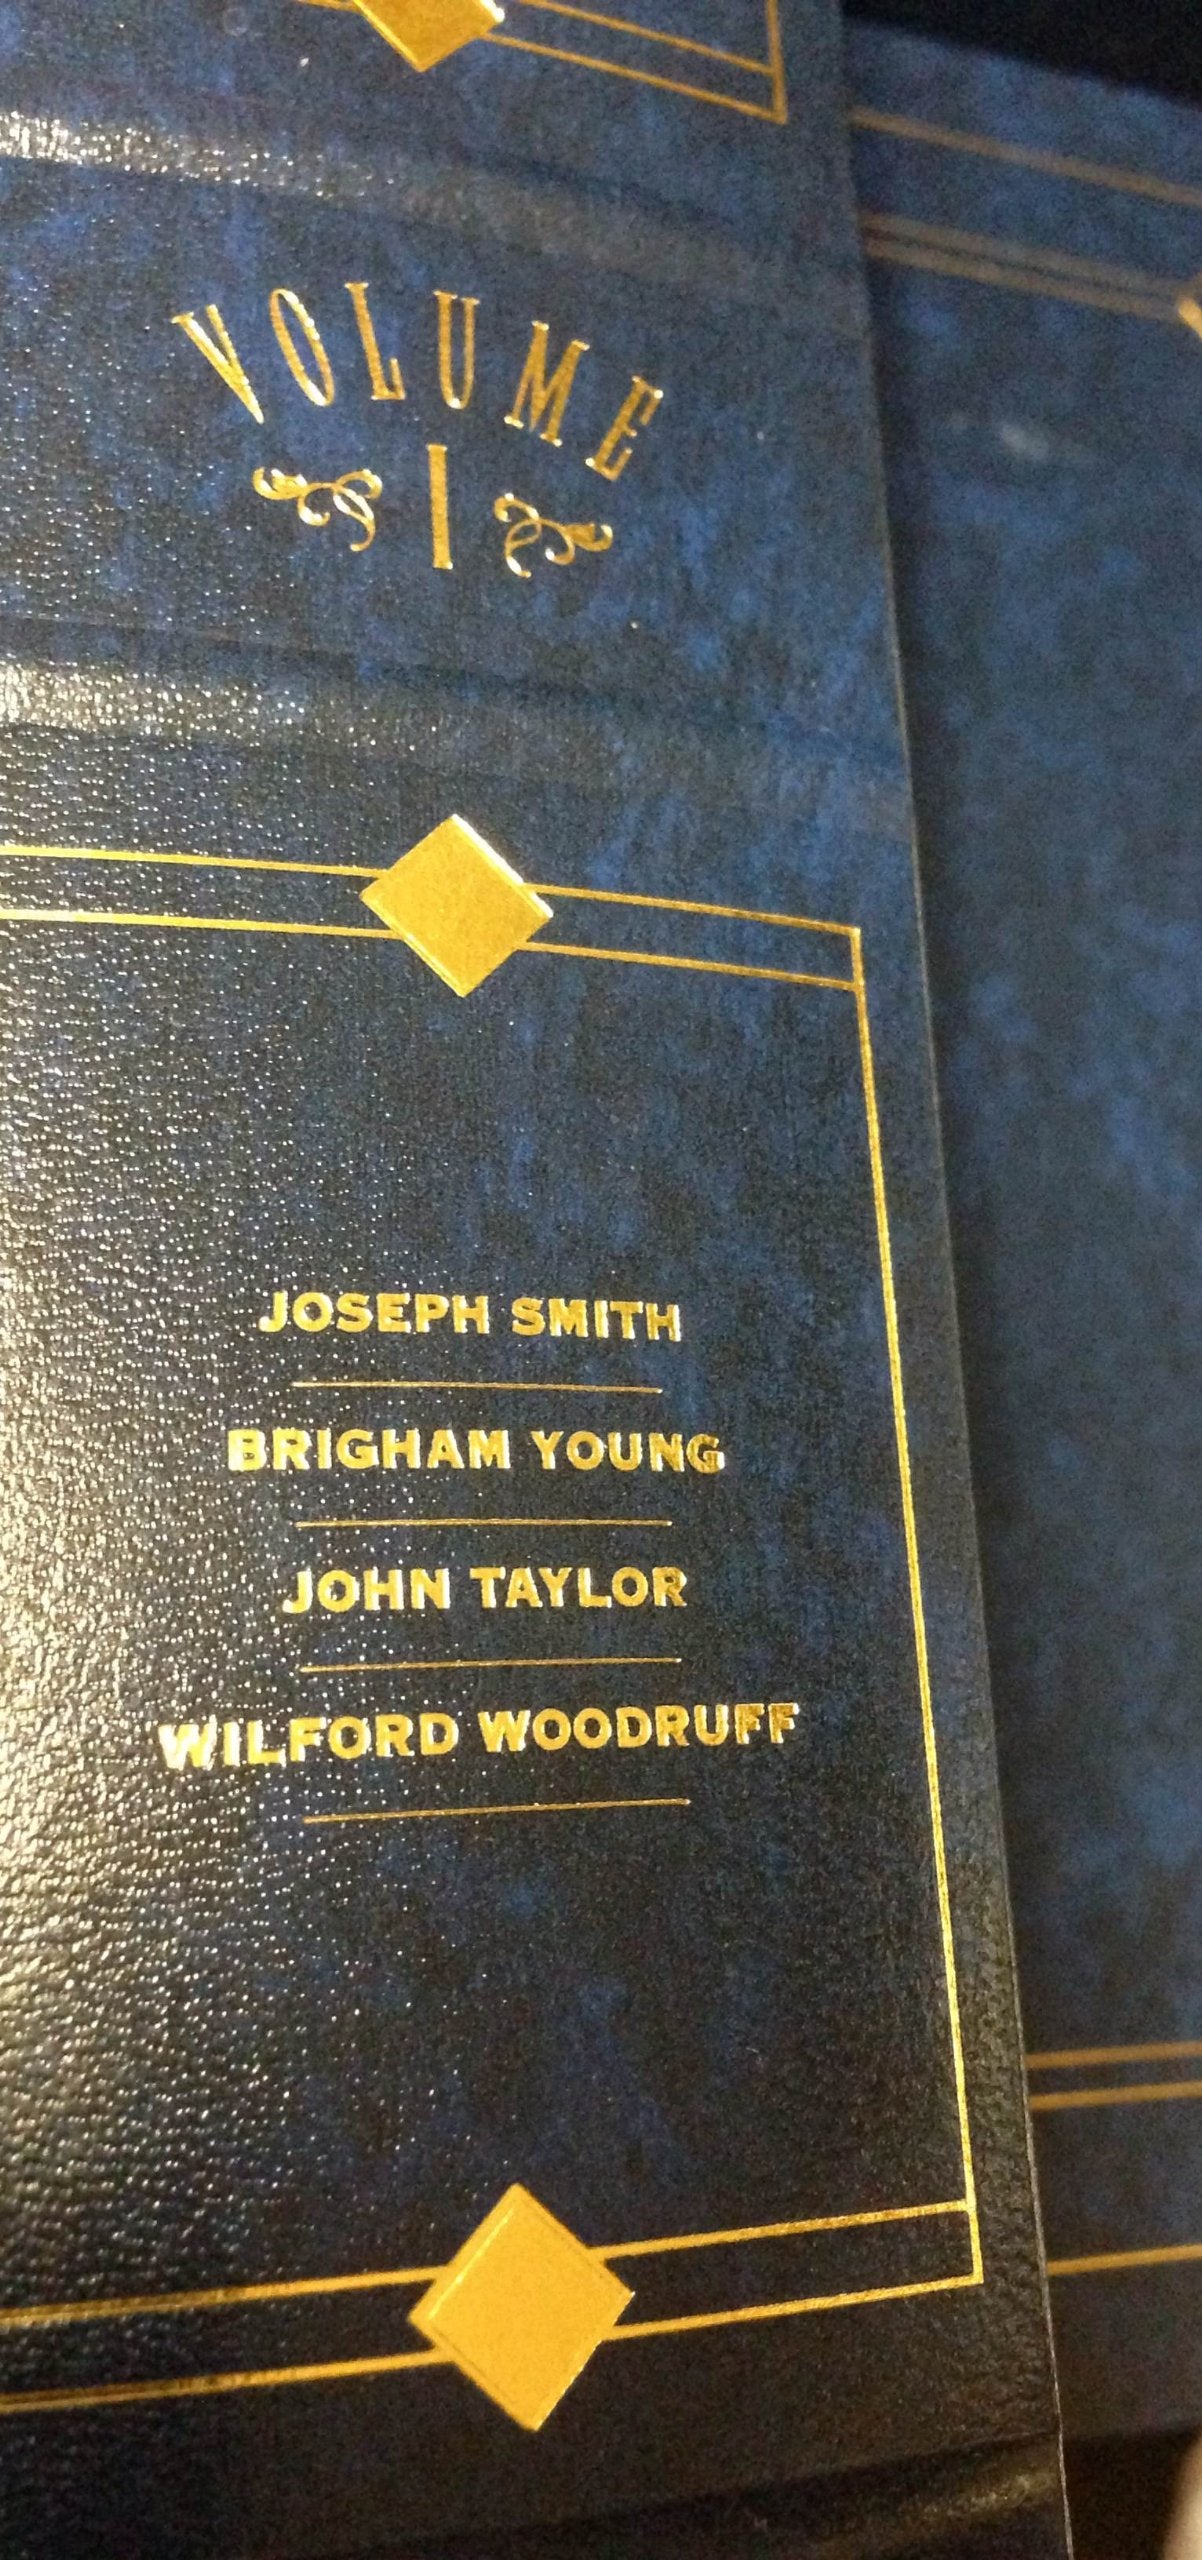 VOLUME
I
JOSEPH SMITH
BRIGHAM YOUNG
JOHN TAYLOR
WILFORD WOODRUFF